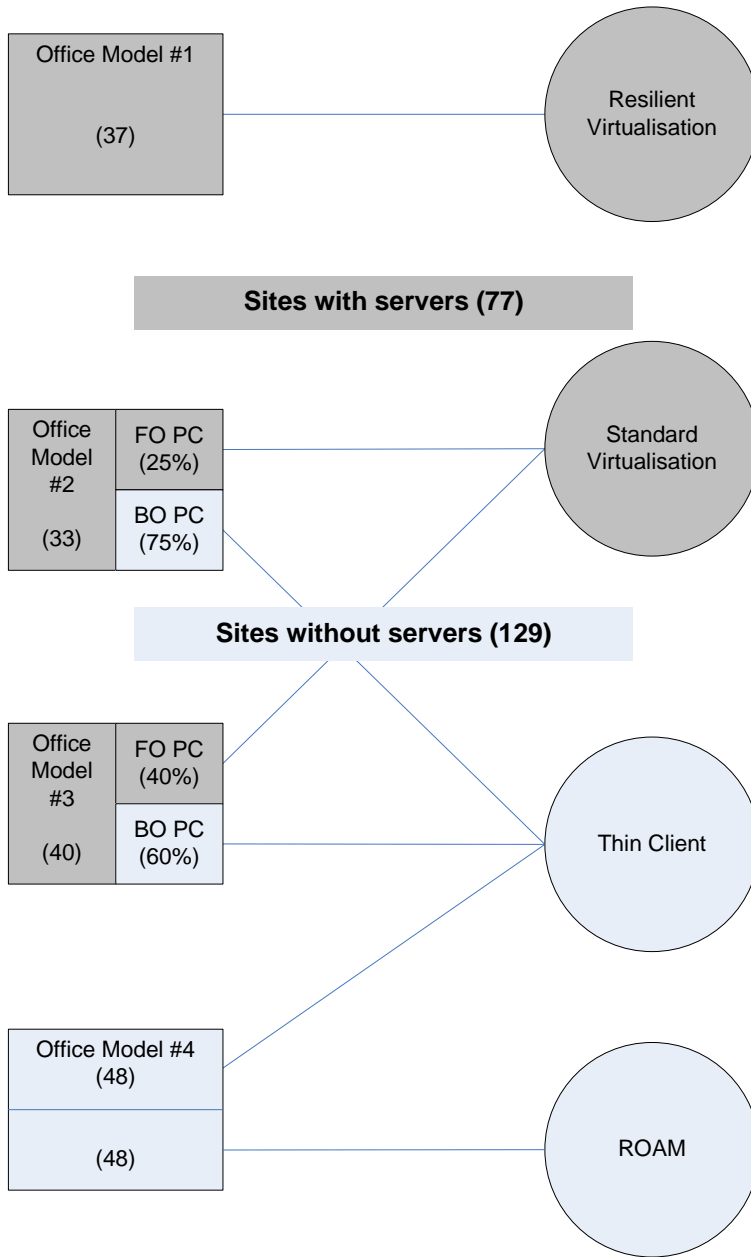 Office Model #1
(37)
Resilient
Virtualisation
Sites with servers (77)
Office
Model
#2
(33)
FO PC
(25%)
BO PC
(75%)
Standard
Virtualisation
Sites without servers (129)
Office
Model
#3
(40)
FO PC
(40%)
BO PC
(60%)
Thin Client
Office Model #4
(48)
(48)
ROAM